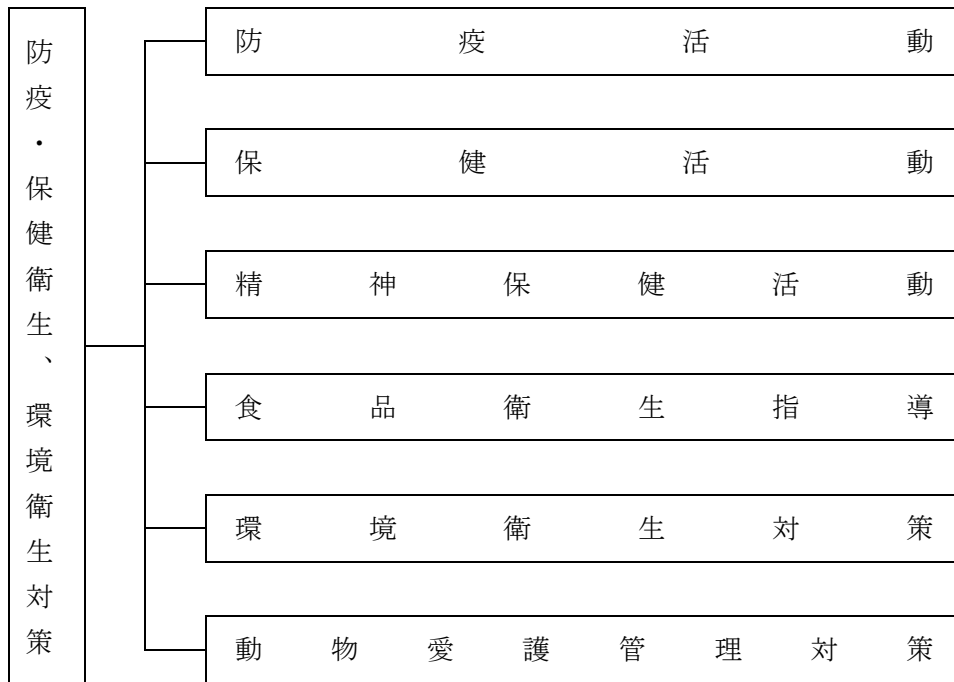 防疫・保健衛生、環境衛生対策
防疫活動
保健活動
精神保健活動
食品衛生指導
環境衛生対策
動物愛護管理対策